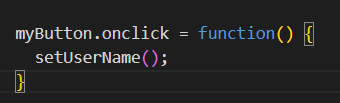 myButton.onclick = function() {
  setUserName();
}